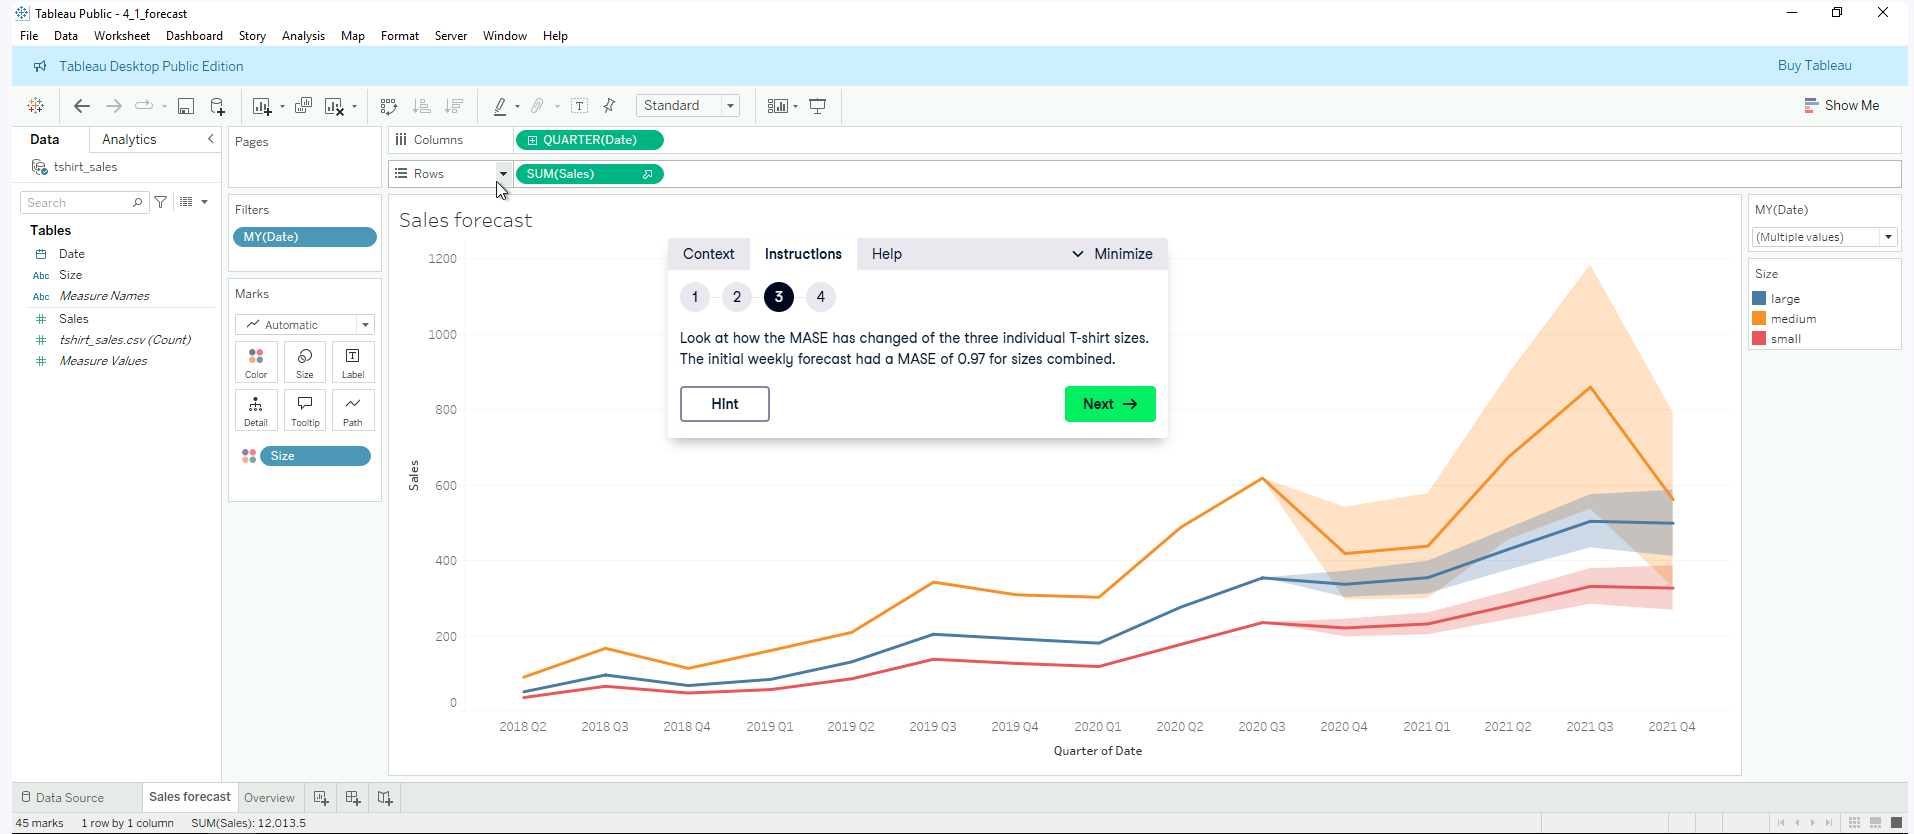 Tableau Public - 4_1_forecast
File Data Worksheet Dashboard Story Analysis Map Format Server Window Help
Tableau Desktop Public Edition
Buy Tableau
Standard
Show Me
Data
Analytics
tshirt_sales
Search
Tables
Date
Abc Size
Abc Measure Names
Sales
tshirt_sales.csv (Count)
Measure Values
Pages
Filters
MY(Date)
Marks
Automatic
Color Size Label
Detail Tooltip Path
Size
Columns
QUARTER(Date)
Rows
SUM(Sales)
Sales forecast
Context Instructions Help Minimize
1 2 3 4
Look at how the MASE has changed of the three individual T-shirt sizes.
The initial weekly forecast had a MASE of 0.97 for sizes combined.
Hint
Next
1200
1000
800
600
400
200
0
Sales
2018 Q2 2018 Q3 2018 Q4 2019 Q1 2019 Q2 2019 Q3 2019 Q4 2020 Q1 2020 Q2 2020 Q3 2020 Q4 2021 Q1 2021 Q2 2021 Q3 2021 Q4
Quarter of Date
MY(Date)
(Multiple values)
Size
large
medium
small
Data Source
Sales forecast
Overview
45 marks 1 row by 1 column SUM(Sales): 12,013.5